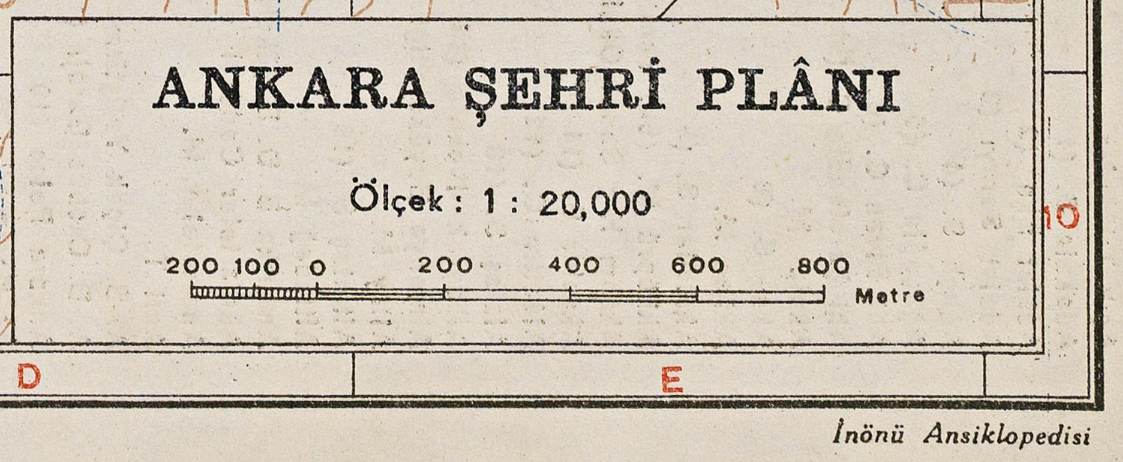 ANKARA ŞEHRİ PLÂNI
Ölçek : 1 : 20,000
200 100 0 200 400 600 800
Metre
10
D E
İnönü Ansiklopedisi